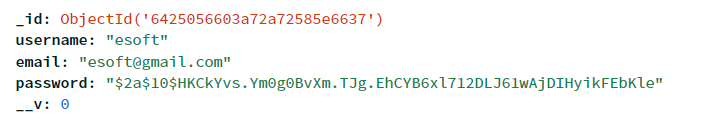 _id: ObjectId('6425056603a72a72585e6637')
username: "esoft"
email: "esoft@gmail.com"
password: "$2a$10$HKCkYvs.Ym0g0BvXm.TJg.EhCYB6xl712DLJ61wAjDIHyikFEbKle"
__v: 0